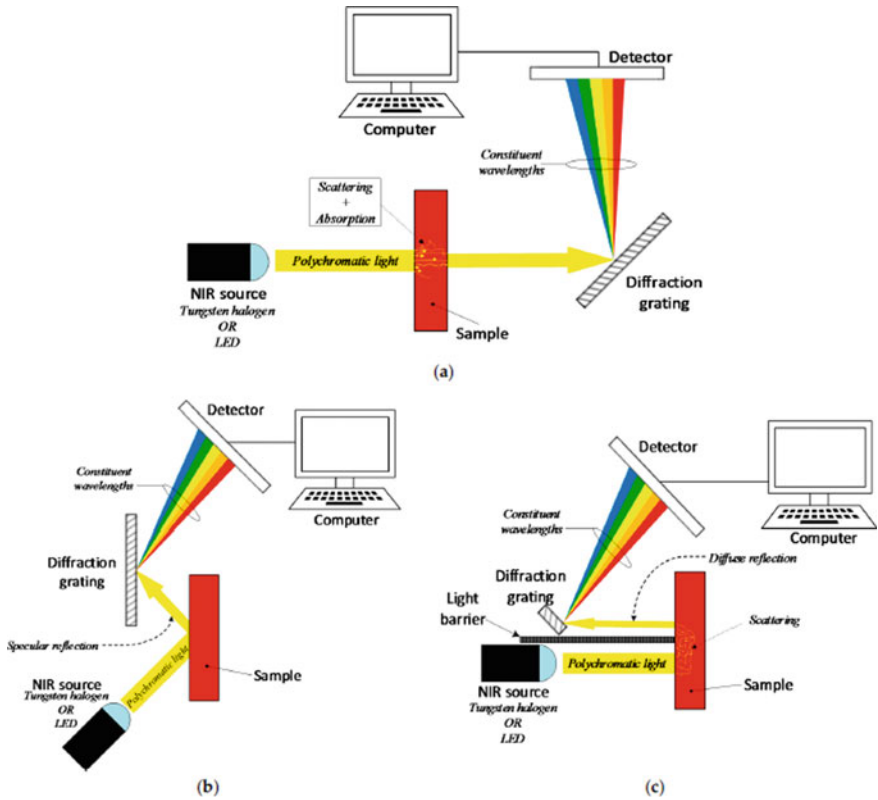 Detector
Computer
Constituent
wavelengths
Scattering
+
Absorption
Polychromatic light
NIR source
Tungsten halogen
OR
LED
Sample
Diffraction
grating
(a)
Detector
Constituent
wavelengths
Computer
Diffraction
grating
Specular reflection
Polychromatic light
Sample
NIR source
Tungsten halogen
OR
LED
(b)
Detector
Constituent
wavelengths
Computer
Diffuse reflection
Diffraction
grating
Light
barrier
Scattering
Polychromatic light
NIR source
Tungsten halogen
OR
LED
Sample
(c)